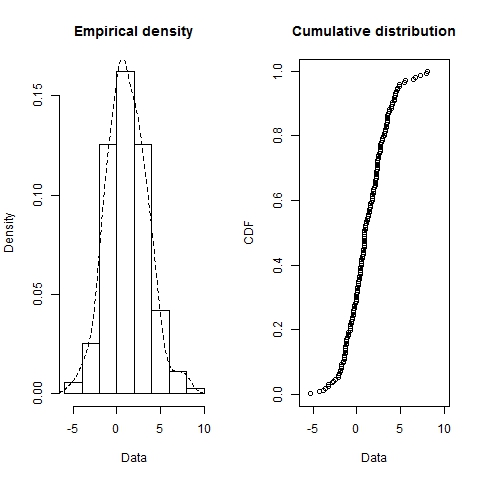 Empirical density
Density
0.00
0.05
0.10
0.15
-5 0 5 10
Data
Cumulative distribution
CDF
0.0
0.2
0.4
0.6
0.8
1.0
-5 0 5 10
Data